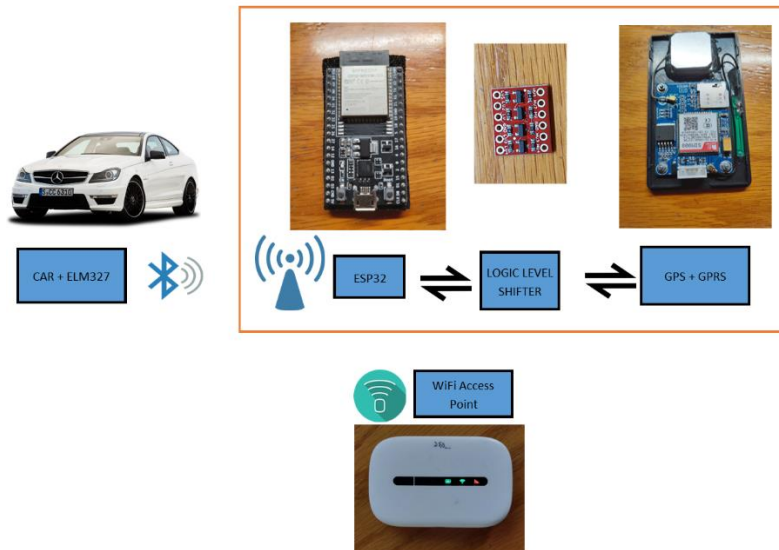 CAR + ELM327
ESP32
LOGIC LEVEL
SHIFTER
GPS + GPRS
WiFi Access
Point